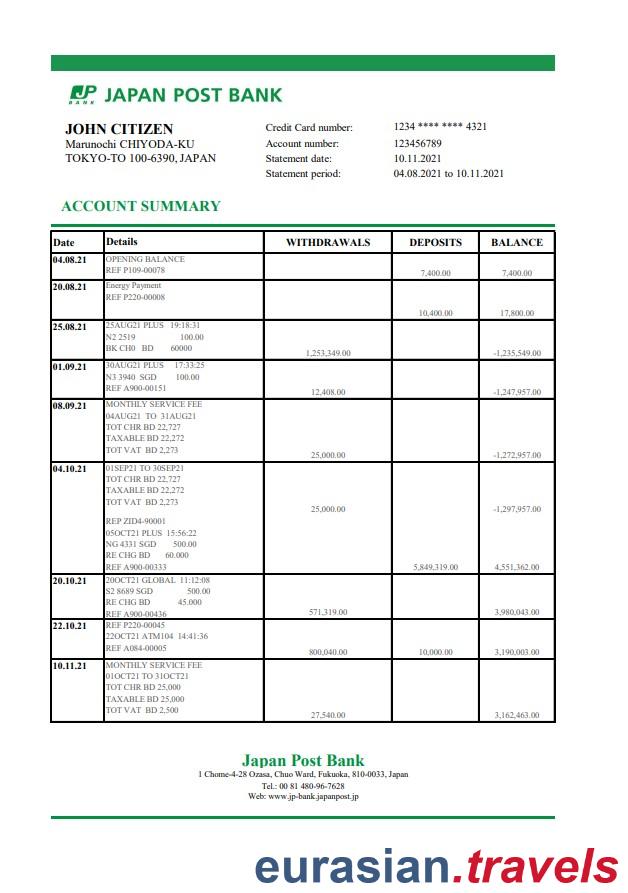 JP BANK JAPAN POST BANK
JOHN CITIZEN
Marunochi CHIYODA-KU
TOKYO-TO 100-6390, JAPAN
Credit Card number: 1234 **** **** 4321
Account number: 123456789
Statement date: 10.11.2021
Statement period: 04.08.2021 to 10.11.2021
ACCOUNT SUMMARY
Date Details WITHDRAWALS DEPOSITS BALANCE
04.08.21 OPENING BALANCE
REF P109-00078 7,400.00 7,400.00
20.08.21 Energy Payment
REF P220-00008
10,400.00 17,800.00
25.08.21 25AUG21 PLUS 19:18:31
N2 2519 100.00
BK CH0 BD 60000 1,253,349.00 -1,235,549.00
01.09.21 30AUG21 PLUS 17:33:25
N3 3940 SGD 100.00
REF A900-00151 12,408.00 -1,247,957.00
08.09.21 MONTHLY SERVICE FEE
04AUG21 TO 31AUG21
TOT CHR BD 22,727
TAXABLE BD 22,272
TOT VAT BD 2,273 25,000.00 -1,272,957.00
04.10.21 01SEP21 TO 30SEP21
TOT CHR BD 22,727
TAXABLE BD 22,272
TOT VAT BD 2,273 25,000.00 -1,297,957.00
REP ZID4-90001
05OCT21 PLUS 15:56:22
NG 4331 SGD 500.00
RE CHG BD 60.000
REF A900-00333 5,849,319.00 4,551,362.00
20.10.21 20OCT21 GLOBAL 11:12:08
S2 8689 SGD 500.00
RE CHG BD 45.000
REF A900-00436 571,319.00 3,980,043.00
22.10.21 REF P220-00045
22OCT21 ATM104 14:41:36
REF A084-00005 800,040.00 10,000.00 3,190,003.00
10.11.21 MONTHLY SERVICE FEE
01OCT21 TO 31OCT21
TOT CHR BD 25,000
TAXABLE BD 25,000
TOT VAT BD 2,500 27,540.00 3,162,463.00
Japan Post Bank
1 Chome-4-28 Ozasa, Chuo Ward, Fukuoka, 810-0033, Japan
Tel.: 00 81 480-96-7628
Web: www.jp-bank.japanpost.jp
eurasian.travels